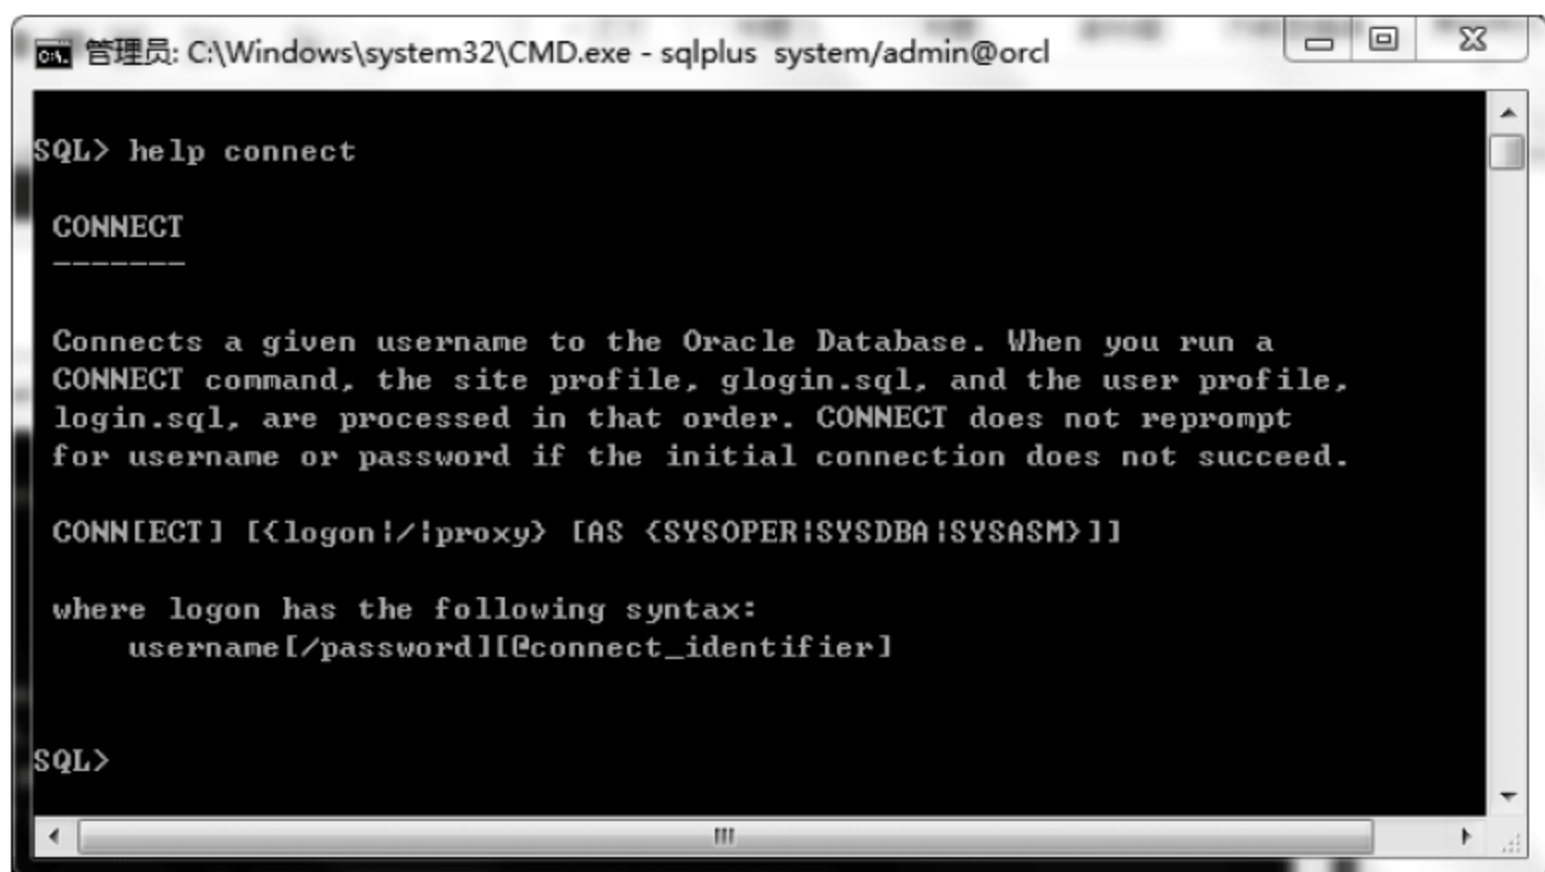 管理员: C:\Windows\system32\CMD.exe - sqlplus  system/admin@orcl
SQL> help connect
CONNECT
-------
Connects a given username to the Oracle Database. When you run a
CONNECT command, the site profile, glogin.sql, and the user profile,
login.sql, are processed in that order. CONNECT does not reprompt
for username or password if the initial connection does not succeed.
CONN[ECT] [{logon|/|proxy} [AS {SYSOPER|SYSDBA|SYSASM}]]
where logon has the following syntax:
username[/password][@connect_identifier]
SQL>